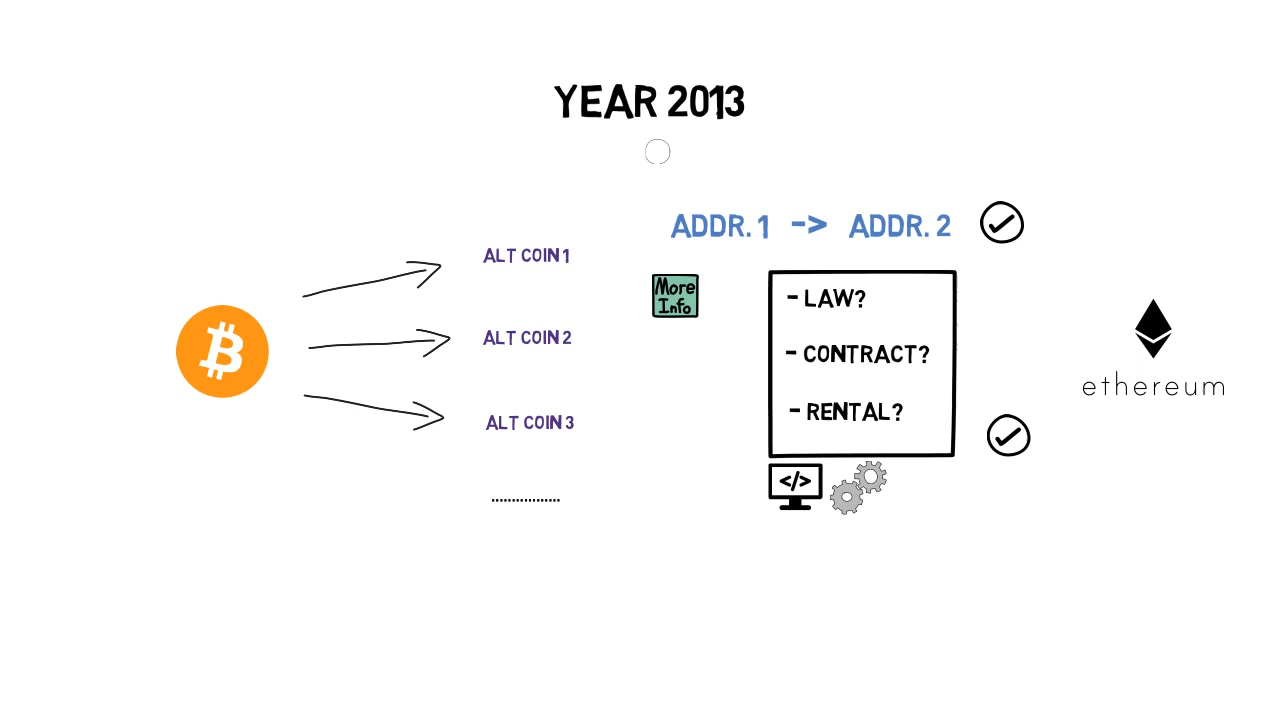 YEAR 2013
ADDR. 1 -> ADDR. 2
ALT COIN 1
ALT COIN 2
ALT COIN 3
.................
More
Info
- LAW?
- CONTRACT?
- RENTAL?
</>
ethereum